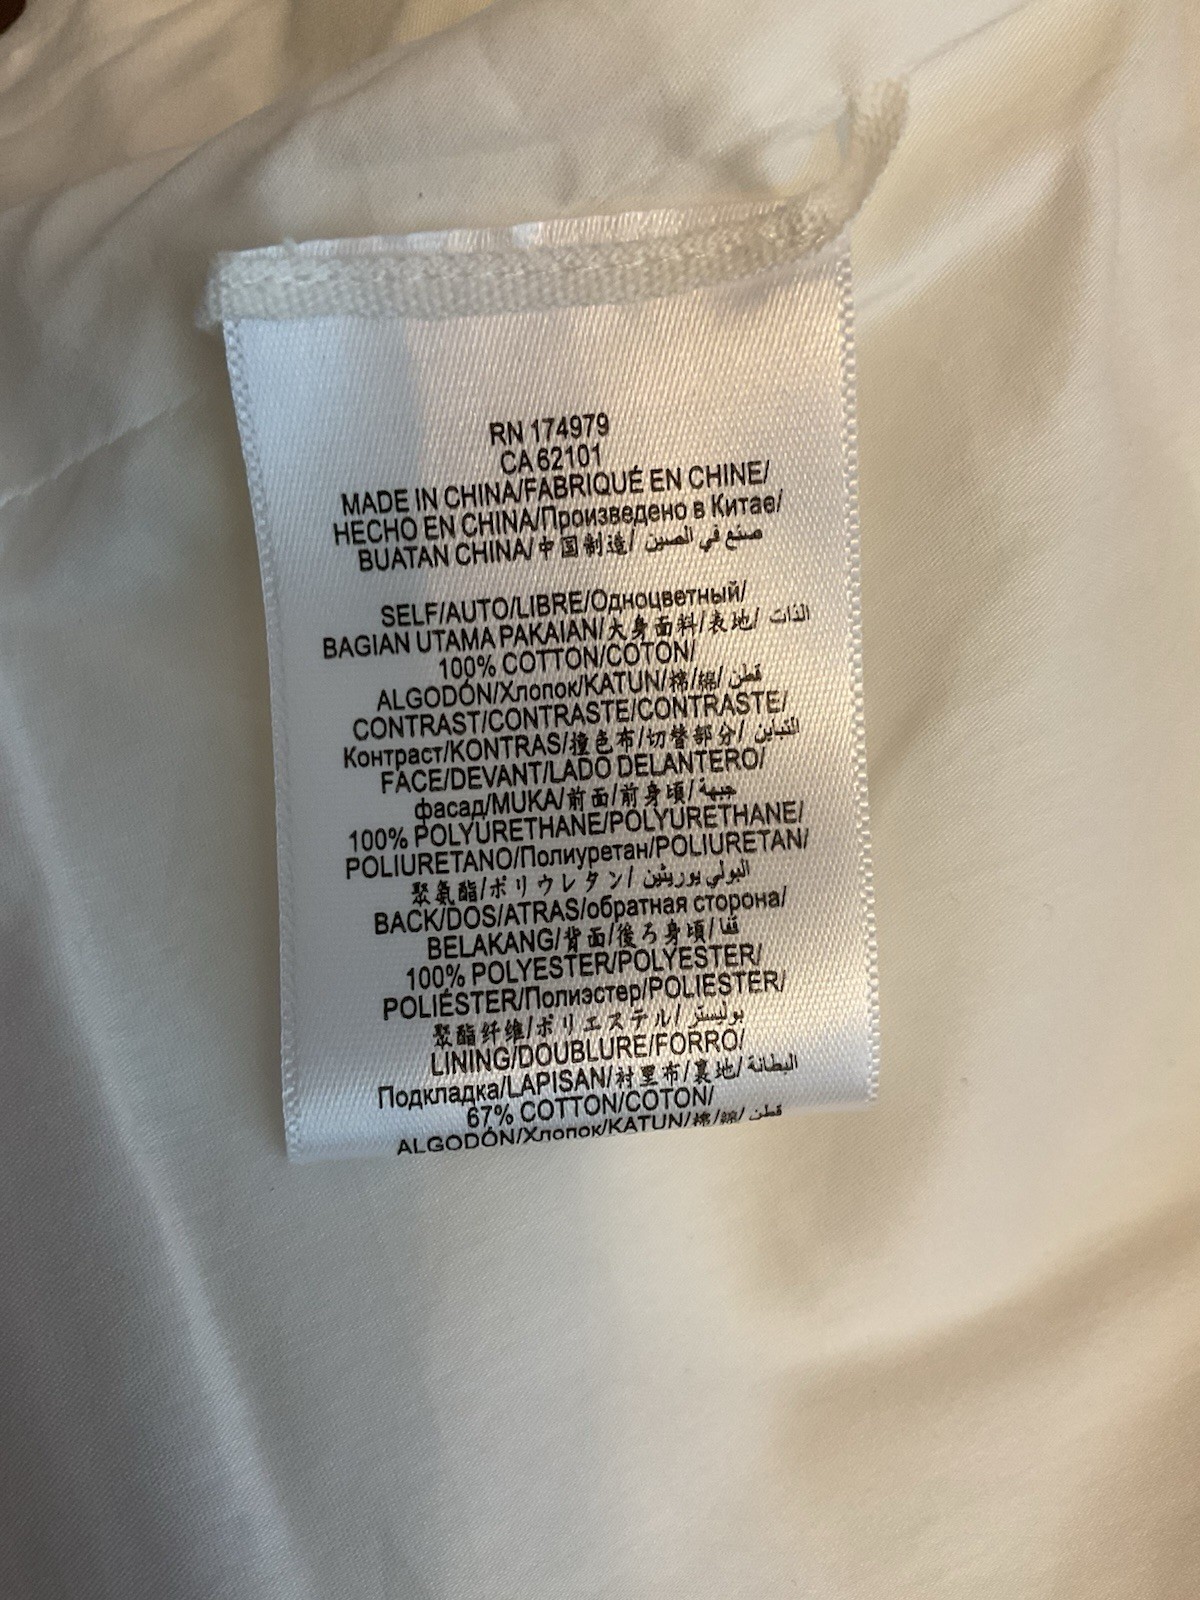 RN 174979
CA 62101
MADE IN CHINA/FABRIQUÉ EN CHINE/
HECHO EN CHINA/Произведено в Китае/
BUATAN CHINA/中国制造/ صنع في الصين
SELF/AUTO/LIBRE/Одноцветный/
BAGIAN UTAMA PAKAIAN/大身面料/表地/ الذات
100% COTTON/COTON/
ALGODÓN/Хлопок/KATUN/棉/綿/ قطن
CONTRAST/CONTRASTE/CONTRASTE/
Контраст/KONTRAS/撞色布/切替部分/ التباين
FACE/DEVANT/LADO DELANTERO/
фасад/MUKA/前面/前身頃/ جبهة
100% POLYURETHANE/POLYURETHANE/
POLIURETANO/Полиуретан/POLIURETAN/
聚氨酯/ポリウレタン/ البولي يوريثين
BACK/DOS/ATRAS/обратная сторона/
BELAKANG/背面/後ろ身頃/ قفا
100% POLYESTER/POLYESTER/
POLIÉSTER/Полиэстер/POLIESTER/
聚酯纤维/ポリエステル/ بوليستر
LINING/DOUBLURE/FORRO/
Подкладка/LAPISAN/衬里布/裏地/ البطانة
67% COTTON/COTON/
ALGODÓN/Хлопок/KATUN/棉/綿/ قطن